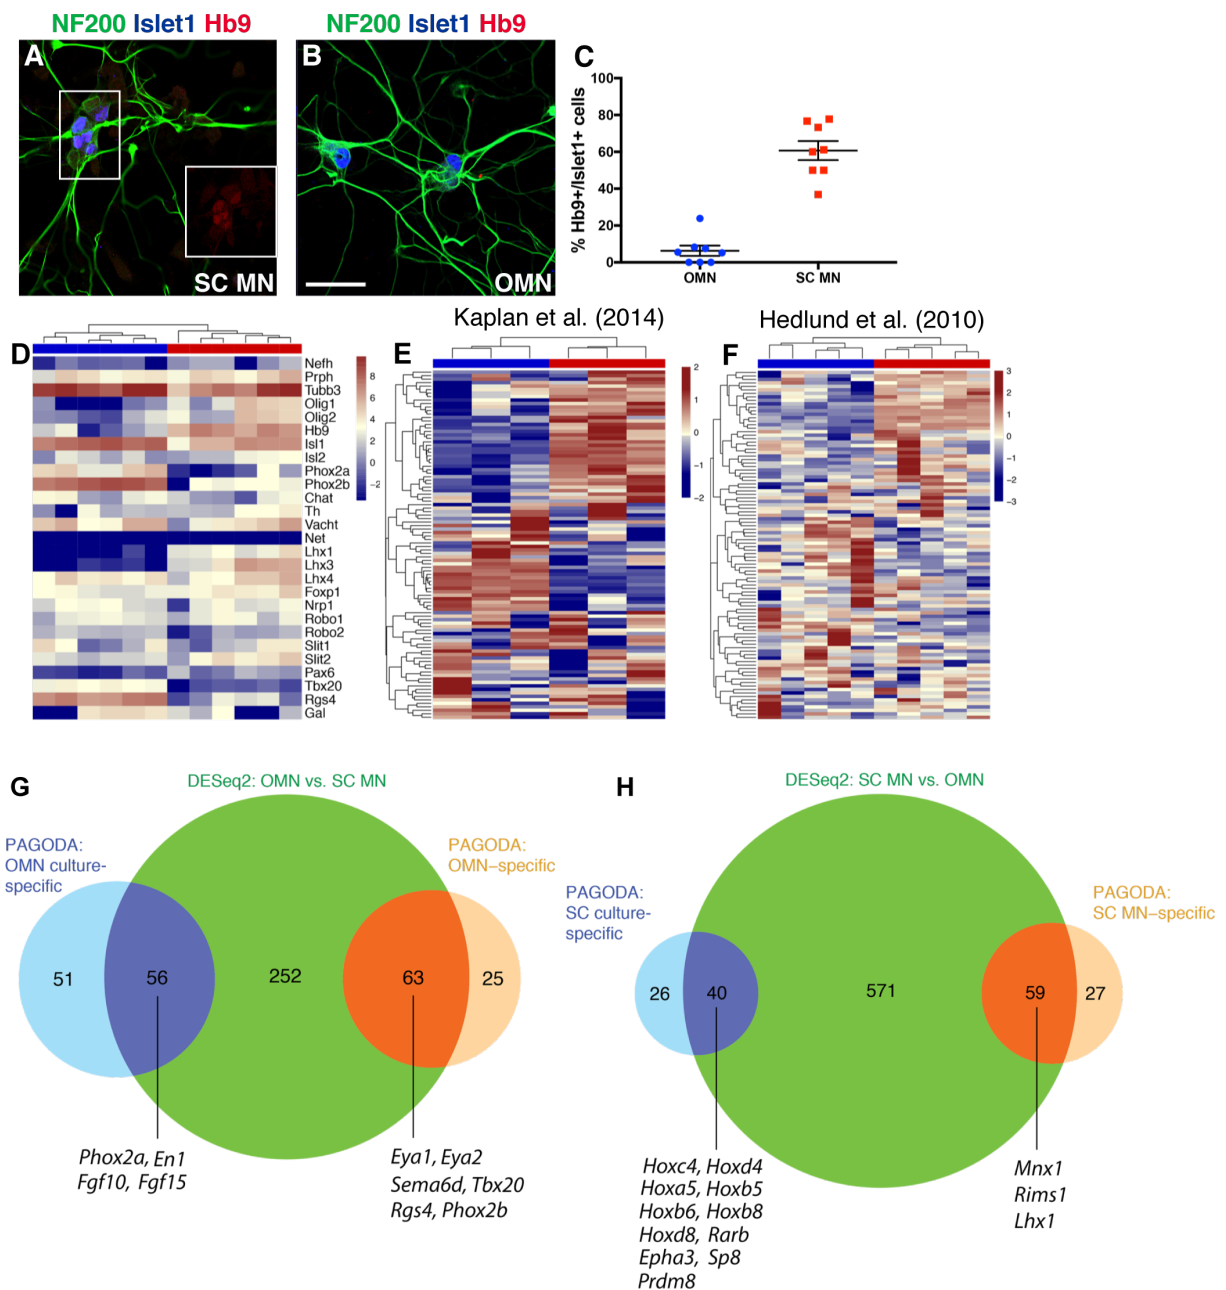 NF200 Islet1 Hb9
NF200 Islet1 Hb9
A
SC MN
B
OMN
C
% Hb9+/Islet1+ cells
100
80
60
40
20
0
OMN
SC MN
D
Nefh
Prph
Tubb3
Olig1
Olig2
Hb9
Isl1
Isl2
Phox2a
Phox2b
Chat
Th
Vacht
Net
Lhx1
Lhx3
Lhx4
Foxp1
Nrp1
Robo1
Robo2
Slit1
Slit2
Pax6
Tbx20
Rgs4
Gal
8
6
4
2
0
−2
Kaplan et al. (2014)
E
2
1
0
−1
−2
Hedlund et al. (2010)
F
3
2
1
0
−1
−2
−3
G
DESeq2: OMN vs. SC MN
PAGODA:
OMN culture-
specific
PAGODA:
OMN−specific
51
56
252
63
25
Phox2a, En1
Fgf10, Fgf15
Eya1, Eya2
Sema6d, Tbx20
Rgs4, Phox2b
H
DESeq2: SC MN vs. OMN
PAGODA:
SC culture-
specific
PAGODA:
SC MN−specific
26
40
571
59
27
Hoxc4, Hoxd4
Hoxa5, Hoxb5
Hoxb6, Hoxb8
Hoxd8, Rarb
Epha3, Sp8
Prdm8
Mnx1
Rims1
Lhx1